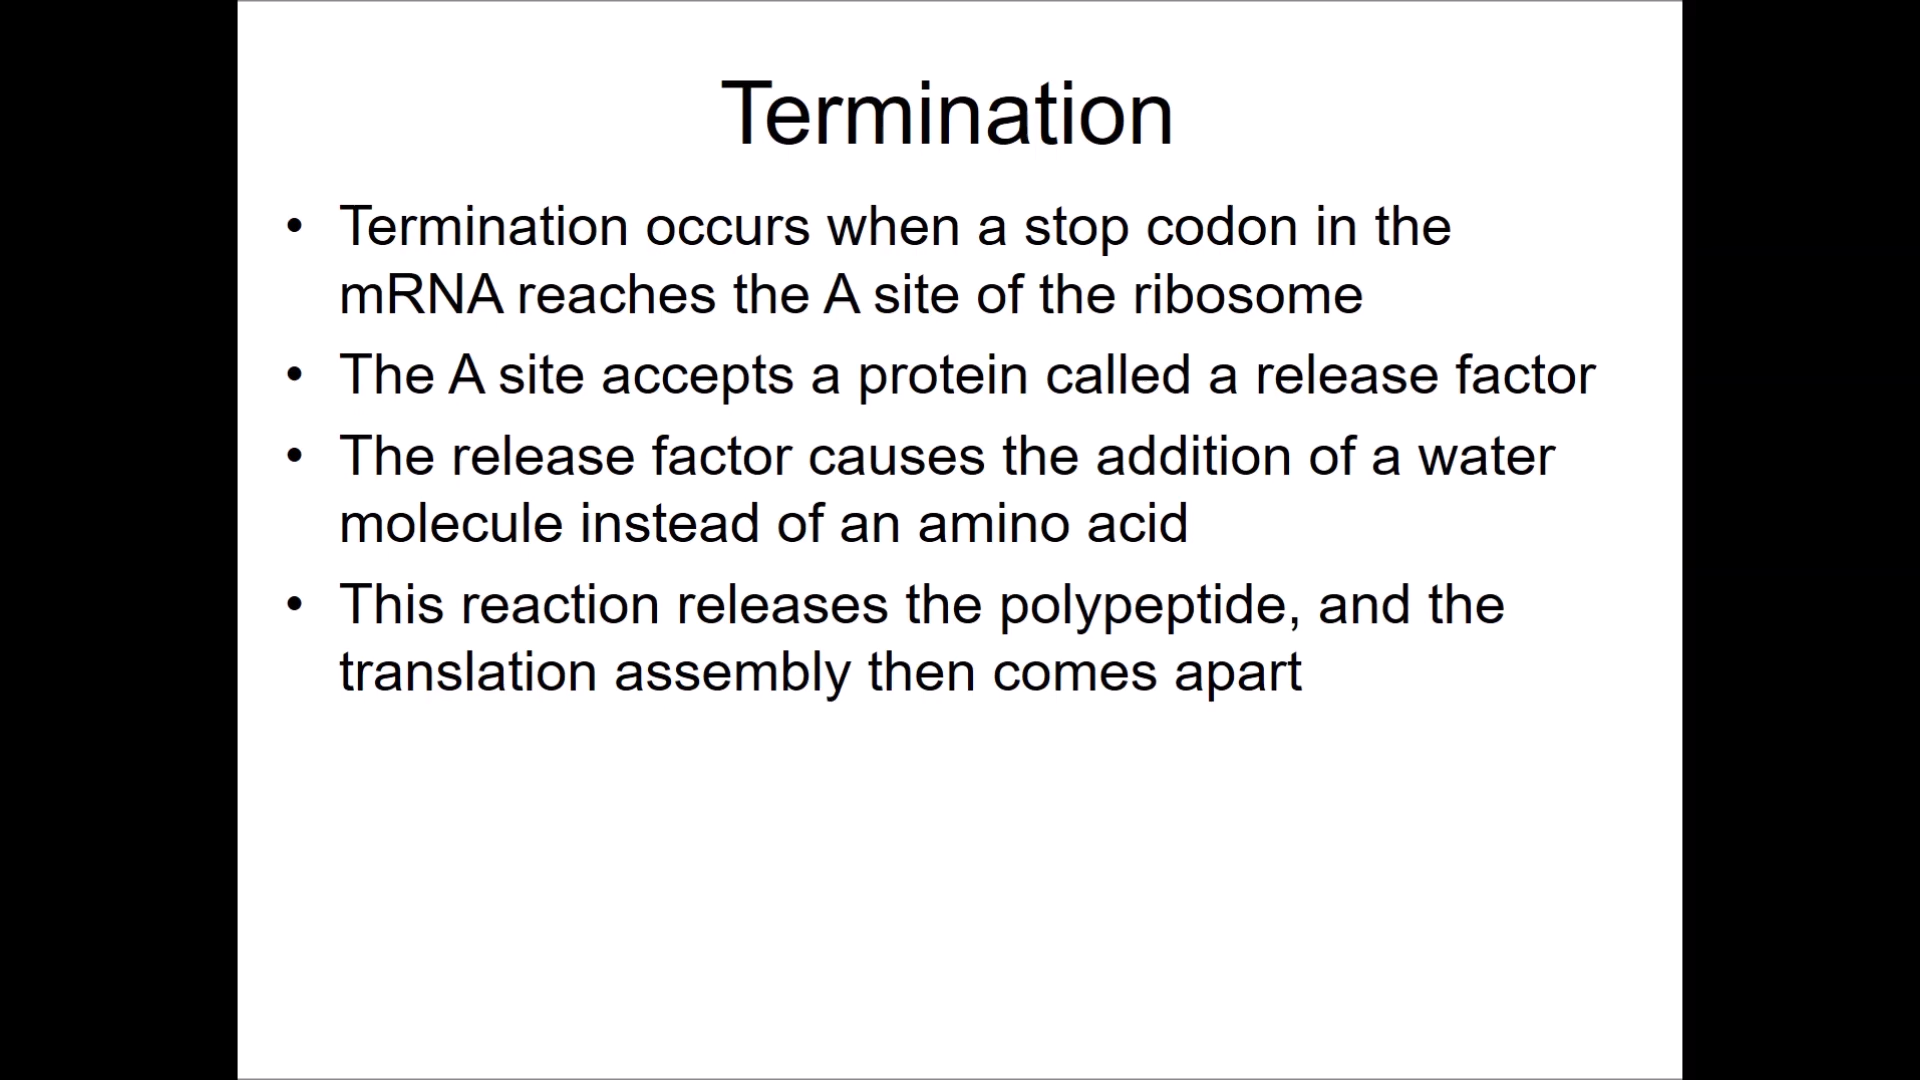 Termination
• Termination occurs when a stop codon in the
mRNA reaches the A site of the ribosome
• The A site accepts a protein called a release factor
• The release factor causes the addition of a water
molecule instead of an amino acid
• This reaction releases the polypeptide, and the
translation assembly then comes apart